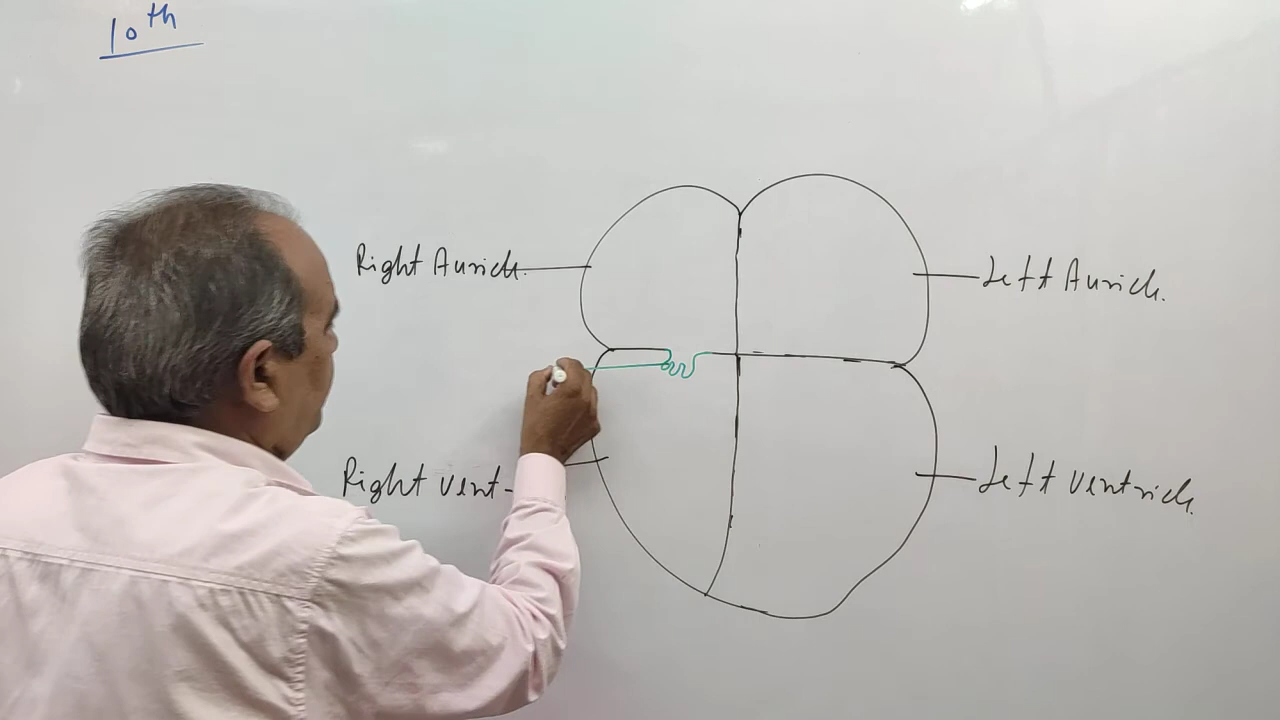 10th
Right Auricle.
Left Auricle.
Right vent-
Left ventricle.